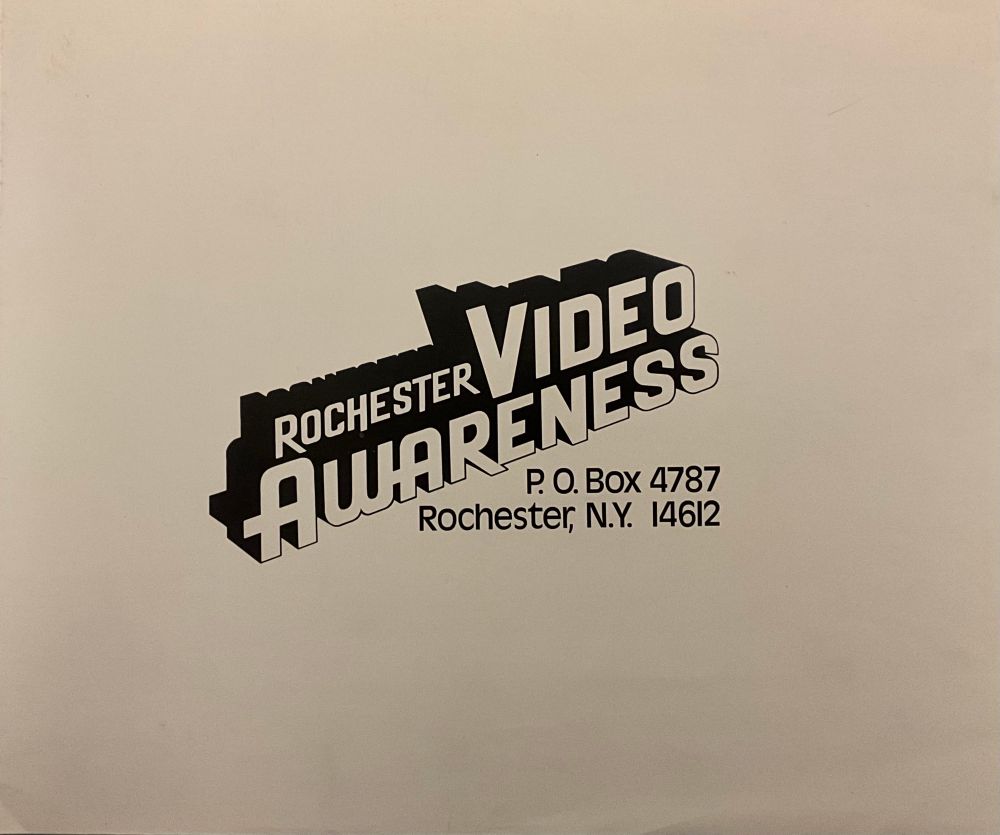 ROCHESTER VIDEO
AWARENESS
P. O. Box 4787
Rochester, N.Y. 14612